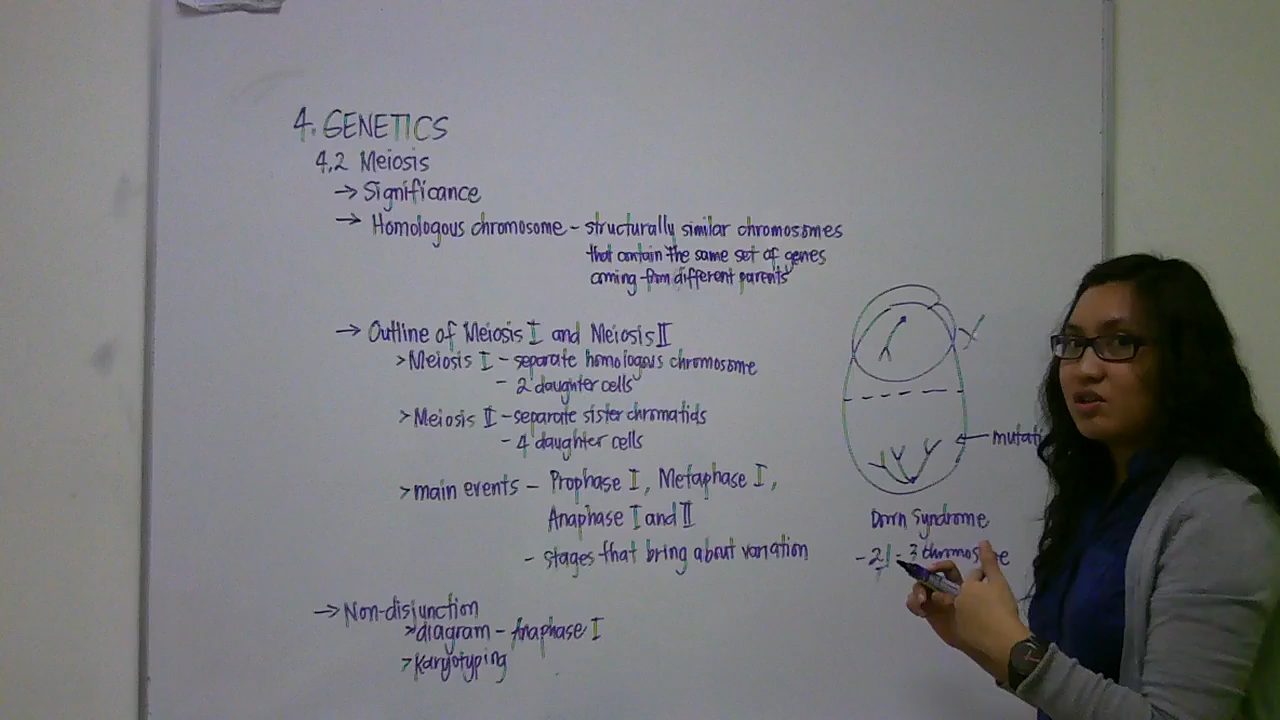 4. GENETICS
4.2 Meiosis
→ Significance
→ Homologous chromosome - structurally similar chromosomes
that contain the same set of genes
coming from different parents
→ Outline of Meiosis I and Meiosis II
> Meiosis I - separate homologous chromosome
- 2 daughter cells
> Meiosis II - separate sister chromatids
- 4 daughter cells
> main events - Prophase I, Metaphase I,
Anaphase I and II
- stages that bring about variation
→ Non-disjunction
> diagram - Anaphase I
> Karyotyping
Down Syndrome
- 21 - 3